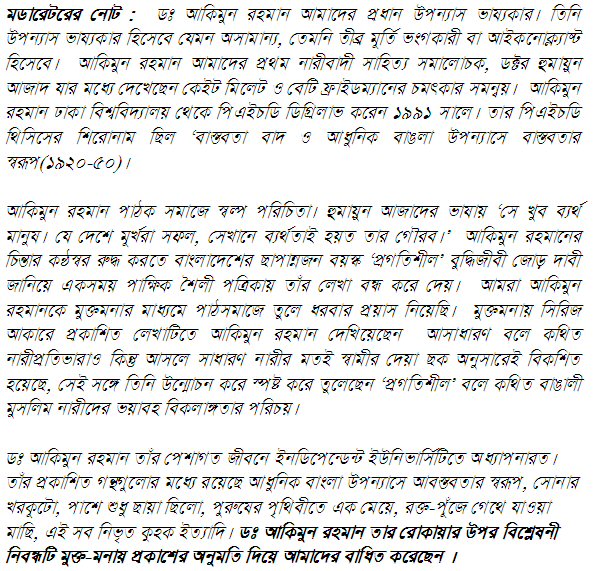 মডারেটরের নোট : ডঃ আকিমুন রহমান আমাদের প্রধান উপন্যাস ভাষ্যকার। তিনি
উপন্যাস ভাষ্যকার হিসেবে যেমন অসামান্য, তেমনি তীব্র মূর্তি ভংগকারী বা আইকনোক্ল্যাস্ট
হিসেবে। আকিমুন রহমান আমাদের প্রথম নারীবাদী সাহিত্য সমালোচক, ডক্টর হুমায়ুন
আজাদ যার মধ্যে দেখেছেন কেইট মিলেট ও বেটি ফ্রাইডম্যানের চমৎকার সমন্বয়। আকিমুন
রহমান ঢাকা বিশ্ববিদ্যালয় থেকে পিএইচডি ডিগ্রিলাভ করেন ১৯৯১ সালে। তার পিএইচডি
থিসিসের শিরোনাম ছিল ‘বাস্তবতা বাদ ও আধুনিক বাঙলা উপন্যাসে বাস্তবতার
স্বরূপ(১৯২০-৫০)।
আকিমুন রহমান পাঠক সমাজে স্বল্প পরিচিতা। হুমায়ুন আজাদের ভাষায় ‘সে খুব ব্যর্থ
মানুষ। যে দেশে মুর্খরা সফল, সেখানে ব্যর্থতাই হয়ত তার গৌরব।’ আকিমুন রহমানের
চিন্তার কন্ঠস্বর রুদ্ধ করতে বাংলাদেশের ছাপান্নজন বয়স্ক ‘প্রগতিশীল’ বুদ্ধিজীবী জোড় দাবী
জানিয়ে একসময় পাক্ষিক শৈলী পত্রিকায় তাঁর লেখা বন্ধ করে দেয়। আমরা আকিমুন
রহমানকে মুক্তমনার মাধ্যমে পাঠসমাজে তুলে ধরবার প্রয়াস নিয়েছি। মুক্তমনায় সিরিজ
আকারে প্রকাশিত লেখাটিতে আকিমুন রহমান দেখিয়েছেন আসাধারণ বলে কথিত
নারীপ্রতিভারাও কিন্তু আসলে সাধারণ নারীর মতই স্বামীর দেয়া ছক অনুসারেই বিকশিত
হয়েছে, সেই সঙ্গে তিনি উন্মোচন করে স্পষ্ট করে তুলেছেন ‘প্রগতিশীল’ বলে কথিত বাঙালী
মুসলিম নারীদের ভয়াবহ বিকলাঙ্গতার পরিচয়।
ডঃ আকিমুন রহমান তাঁর পেশাগত জীবনে ইনডিপেনডেন্ট ইউনিভার্সিটিতে অধ্যাপনারত।
তাঁর প্রকাশিত গন্থগুলোর মধ্যে রয়েছে আধুনিক বাংলা উপন্যাসে আবস্তবতার স্বরূপ, সোনার
খরকুটো, পাশে শুধু ছায়া ছিলো, পুরুষের পৃথিবীতে এক মেয়ে, রক্ত-পুঁজে গেথে যাওয়া
মাছি, এই সব নিভৃত কুহক ইত্যাদি। ডঃ আকিমুন রহমান তার রোকায়ার উপর বিশ্লেষনী
নিবন্ধটি মুক্ত-মনায় প্রকাশের অনুমতি দিয়ে আমাদের বাধিত করেছেন ।